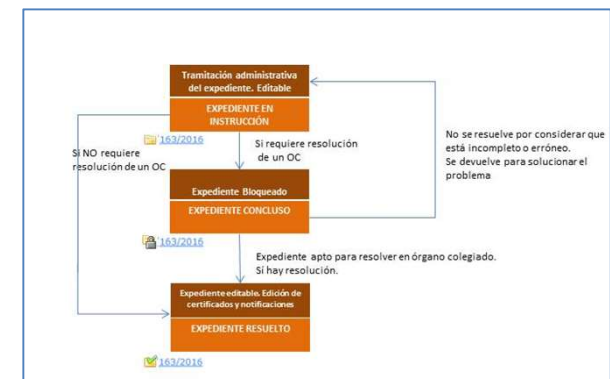 Tramitación administrativa
del expediente. Editable
EXPEDIENTE EN
INSTRUCCIÓN
163/2016
Si NO requiere
resolución de un OC
Si requiere resolución
de un OC
No se resuelve por considerar que
está incompleto o erróneo.
Se devuelve para solucionar el
problema
Expediente Bloqueado
EXPEDIENTE CONCLUSO
163/2016
Expediente apto para resolver en órgano colegiado.
Sí hay resolución.
Expediente editable. Edición de
certificados y notificaciones
EXPEDIENTE RESUELTO
163/2016